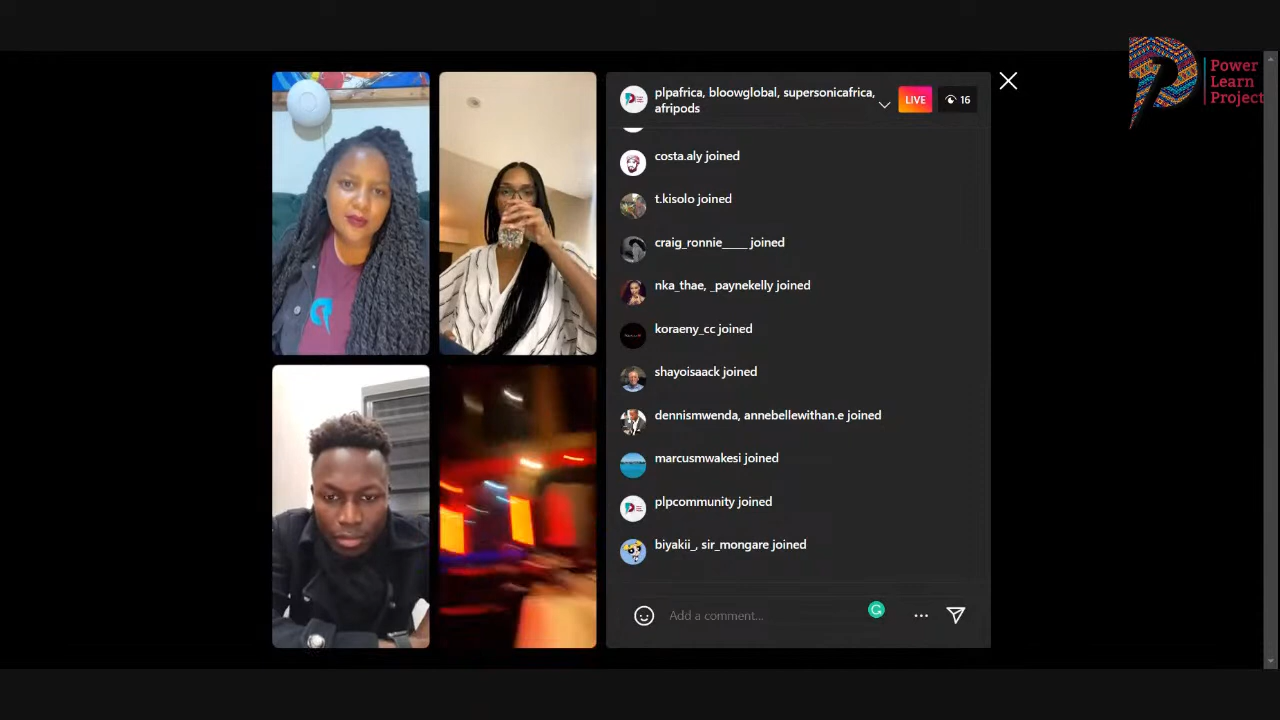 plpafrica, bloowglobal, supersonicafrica,
afripods
LIVE
16
Power
Learn
Project
costa.aly joined
t.kisolo joined
craig_ronnie_____ joined
nka_thae, _paynekelly joined
koraeny_cc joined
shayoisaack joined
dennismwenda, annebellewithan.e joined
marcusmwakesi joined
plpcommunity joined
biyakii_, sir_mongare joined
Add a comment...